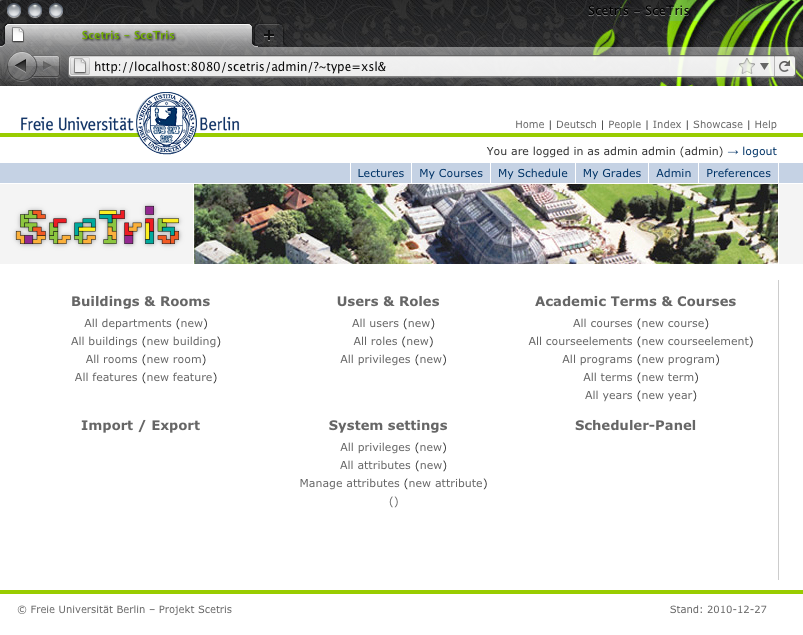 Scetris – SceTris
Scetris – SceTris
http://localhost:8080/scetris/admin/?~type=xsl&
Freie Universität Berlin
Home | Deutsch | People | Index | Showcase | Help
You are logged in as admin admin (admin) → logout
Lectures My Courses My Schedule My Grades Admin Preferences
SceTris
Buildings & Rooms
All departments (new)
All buildings (new building)
All rooms (new room)
All features (new feature)
Users & Roles
All users (new)
All roles (new)
All privileges (new)
Academic Terms & Courses
All courses (new course)
All courseelements (new courseelement)
All programs (new program)
All terms (new term)
All years (new year)
Import / Export
System settings
All privileges (new)
All attributes (new)
Manage attributes (new attribute)
()
Scheduler-Panel
© Freie Universität Berlin – Projekt Scetris
Stand: 2010-12-27